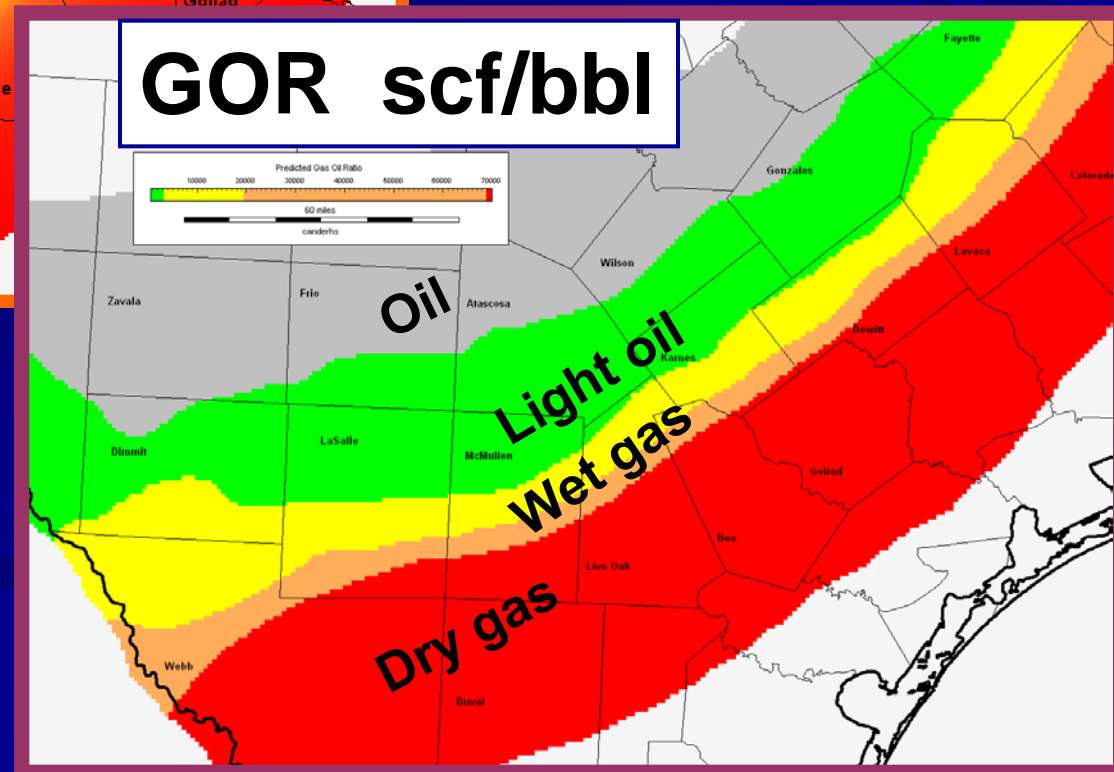 Goliad
e
GOR scf/bbl
Predicted Gas Oil Ratio
10000 20000 30000 40000 50000 60000 70000
60 miles
canderhs
Fayette
Gonzales
Colorado
Lavaca
Wilson
Zavala
Frio
Oil
Atascosa
Dewitt
Light oil
Karnes
Dimmit
LaSalle
McMullen
Wet gas
Goliad
Bee
Live Oak
Dry gas
Webb
Duval